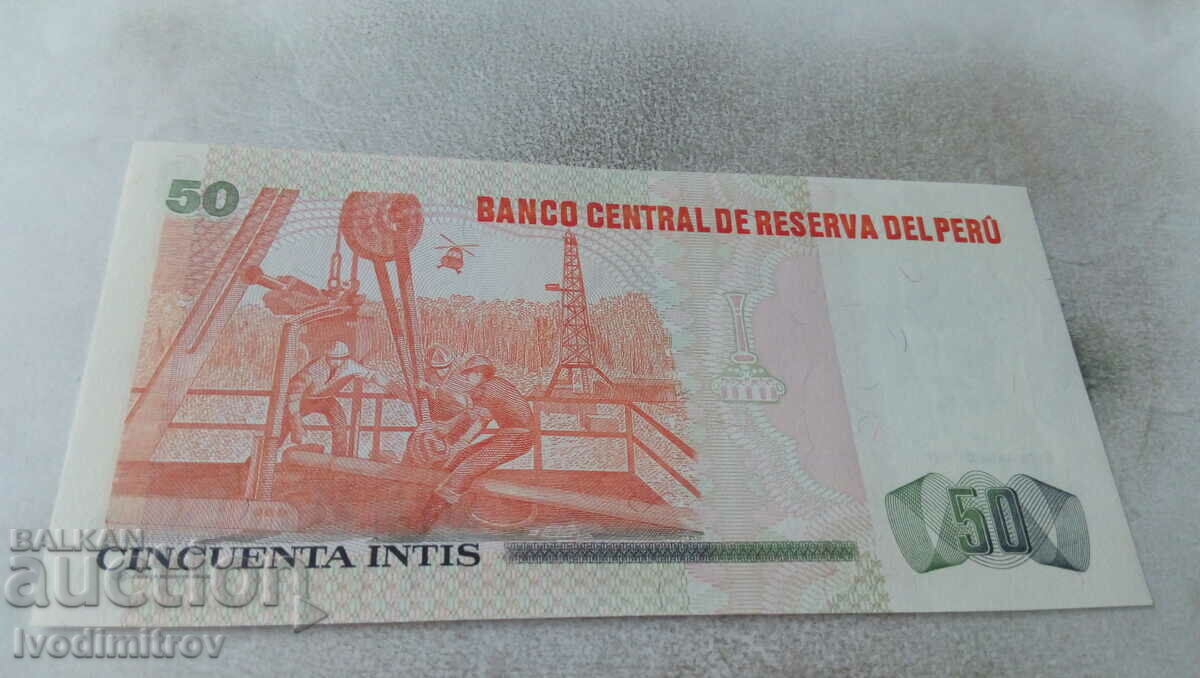 50
BANCO CENTRAL DE RESERVA DEL PERÚ
50
CINCUENTA INTIS
BALKAN
auction
Ivodimitrov